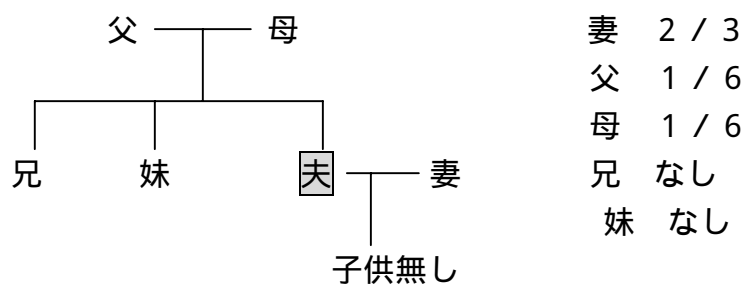 父 母
兄 妹 夫 妻
子供無し
妻 2/3
父 1/6
母 1/6
兄 なし
妹 なし